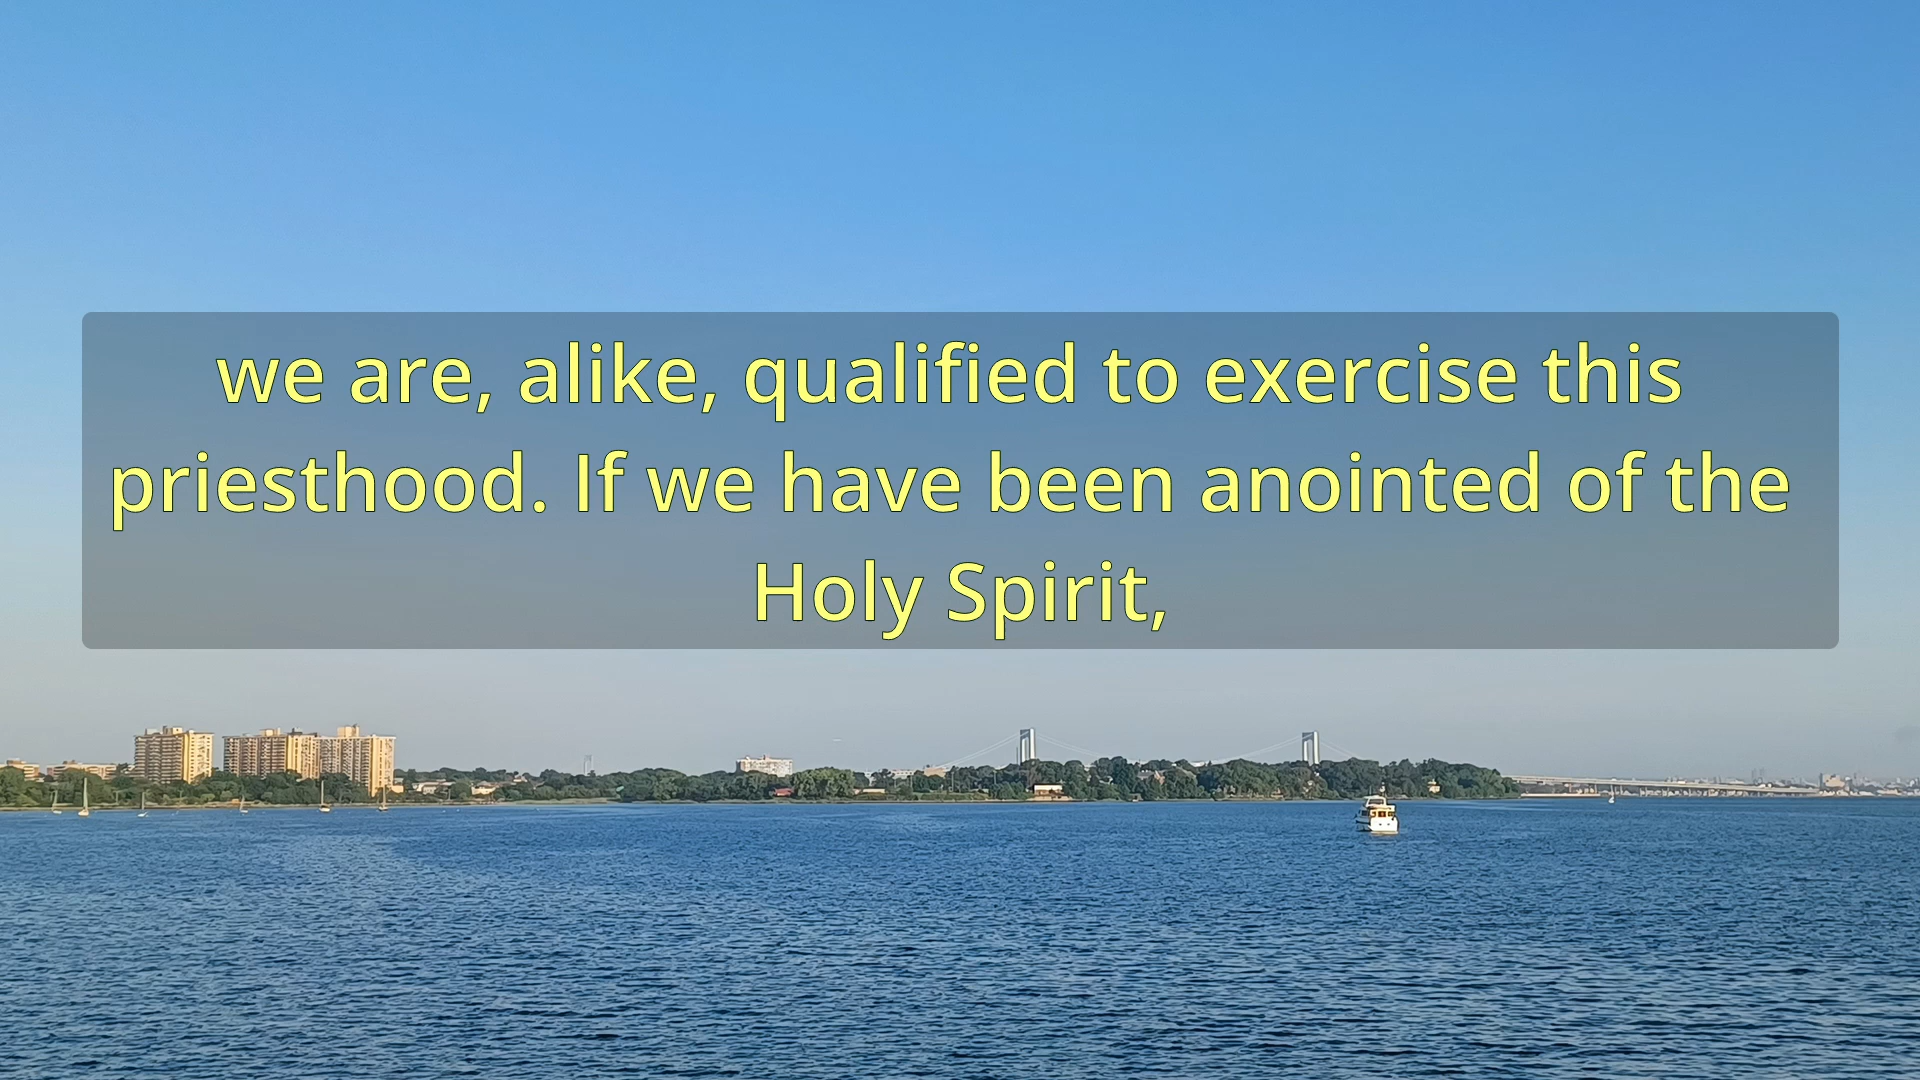 we are, alike, qualified to exercise this
priesthood. If we have been anointed of the
Holy Spirit,